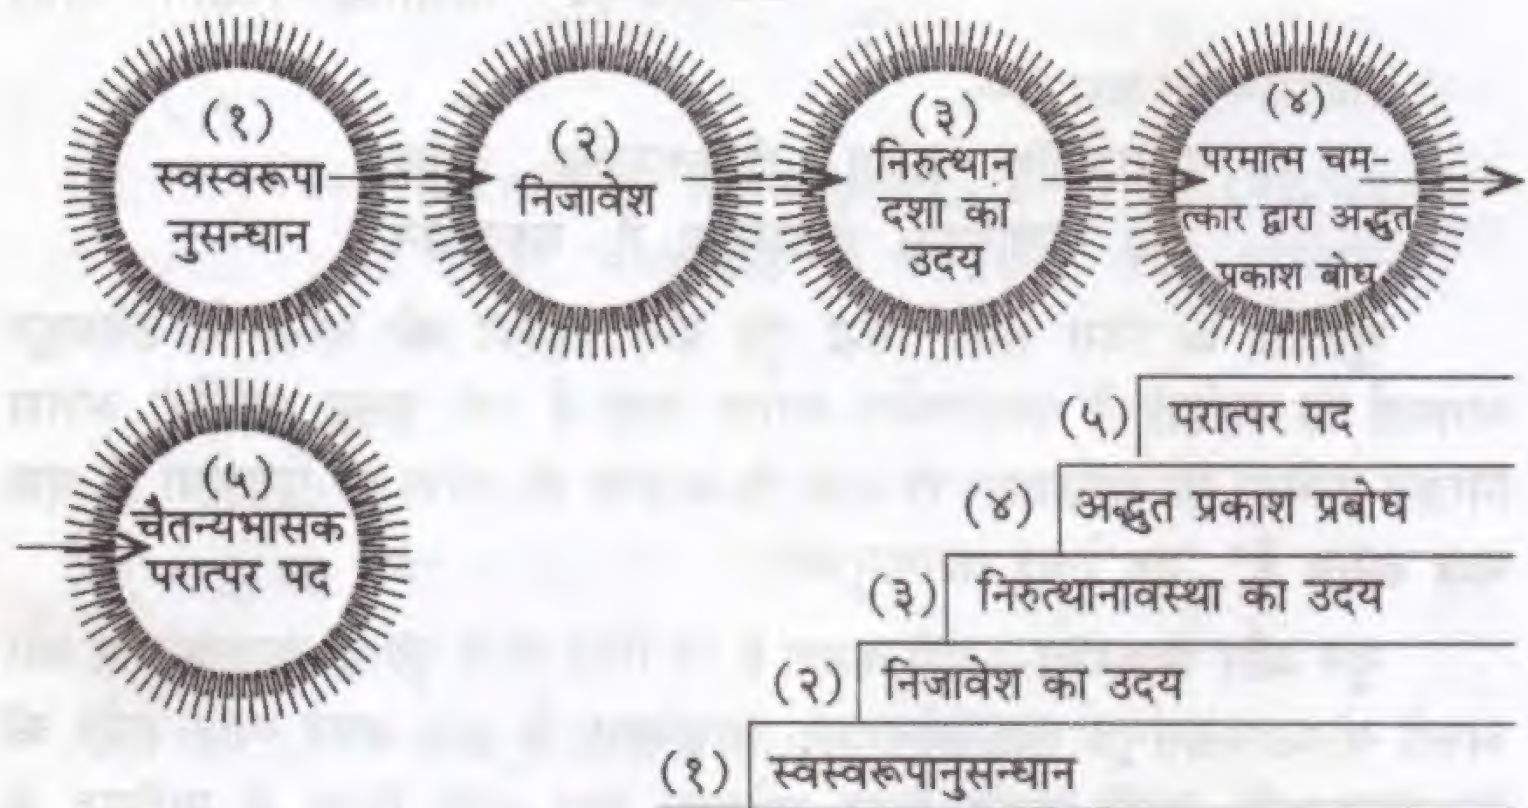 (१)
स्वस्वरूपा
नुसन्धान
(२)
निजावेश
(३)
निरुत्थान
दशा का
उदय
(४)
परमात्म चम-
त्कार द्वारा अद्भुत
प्रकाश बोध
(५)
चैतन्यभासक
परात्पर पद
(५) परात्पर पद
(४) अद्भुत प्रकाश प्रबोध
(३) निरुत्थानावस्था का उदय
(२) निजावेश का उदय
(१) स्वस्वरूपानुसन्धान